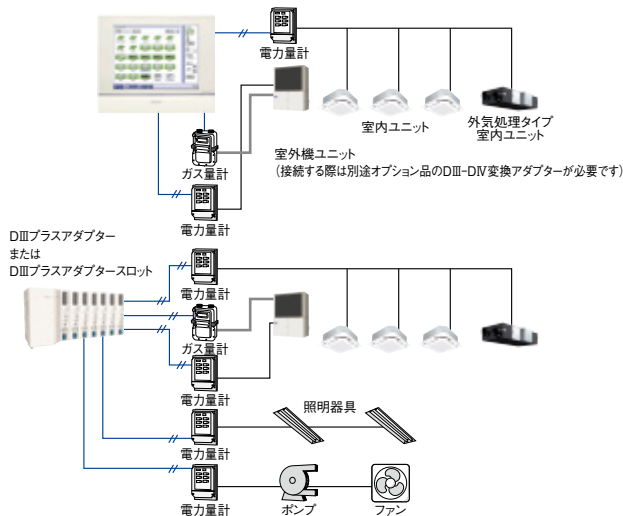 電力量計
室内ユニット
外気処理タイプ
室内ユニット
室外機ユニット
(接続する際は別途オプション品のDⅢ-DⅣ変換アダプターが必要です)
ガス量計
電力量計
DⅢプラスアダプター
または
DⅢプラスアダプタースロット
電力量計
ガス量計
電力量計
照明器具
電力量計
電力量計
ポンプ
ファン